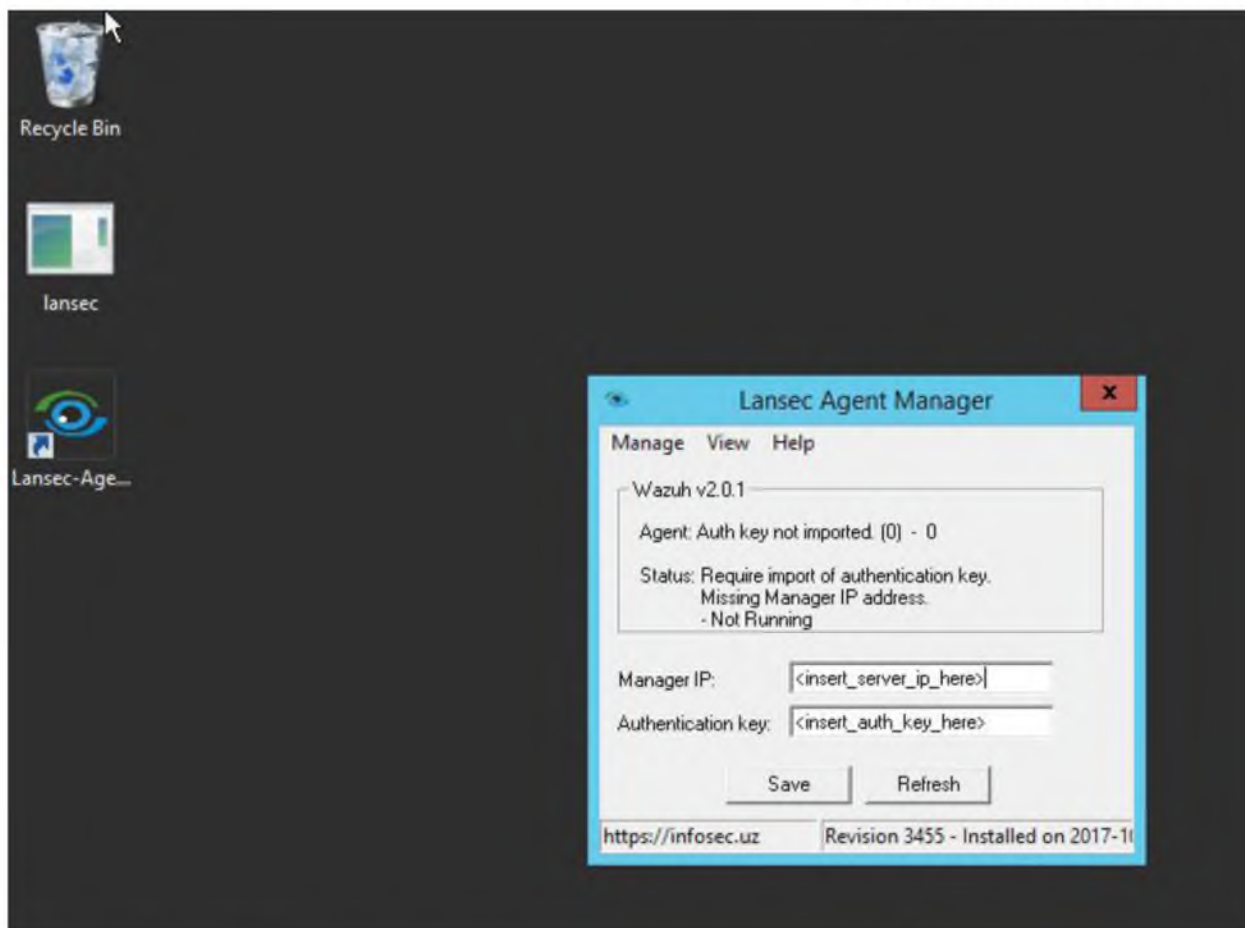 Recycle Bin
lansec
Lansec-Age...
Lansec Agent Manager
x
Manage View Help
Wazuh v2.0.1
Agent: Auth key not imported. (0) - 0
Status: Require import of authentication key.
Missing Manager IP address.
- Not Running
Manager IP: <insert_server_ip_here>
Authentication key: <insert_auth_key_here>
Save Refresh
https://infosec.uz Revision 3455 - Installed on 2017-10